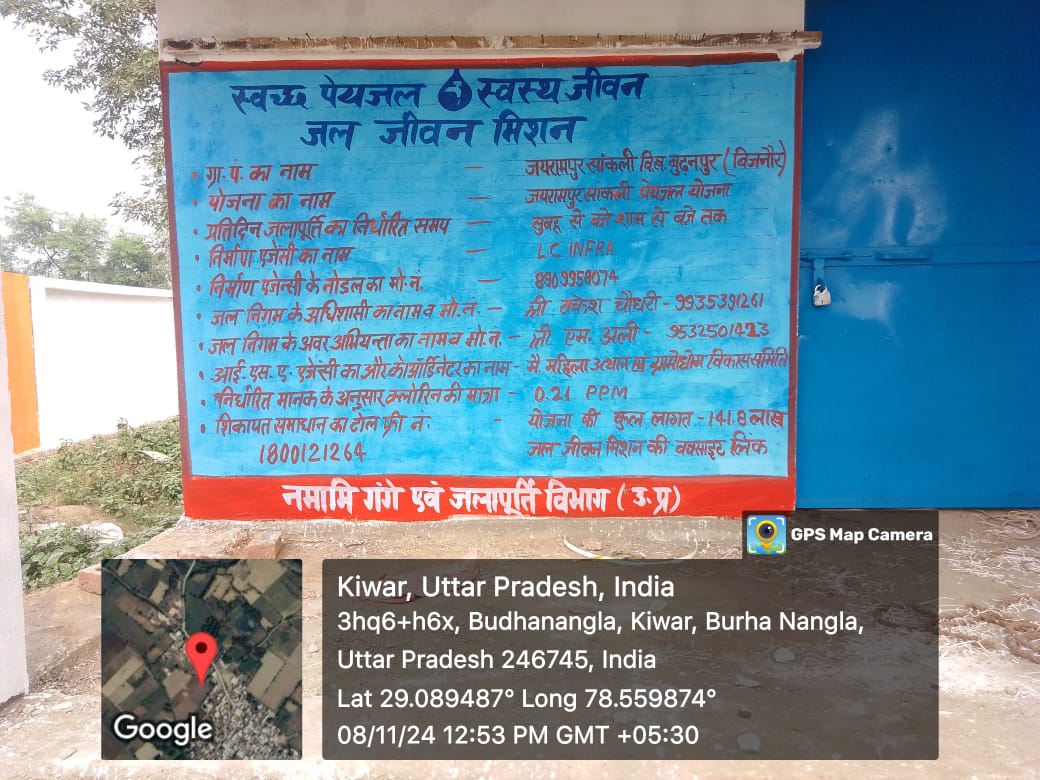 स्वच्छ पेयजल स्वस्थ जीवन
जल जीवन मिशन
• ग्रा. पं. का नाम — जयरामपुर सांकली वि.ख. बुढ़नपुर (बिजनौर)
• योजना का नाम — जयरामपुर सांकली पेयजल योजना
• प्रतिदिन जलापूर्ति का निर्धारित समय — सुबह से बजे शाम से बजे तक
• निर्माण एजेंसी का नाम — L.C INFRA
• निर्माण एजेन्सी के नोडल का मो. नं. — 8909958074
• जल निगम के अधिशासी का नाम व मो. नं. — श्री राकेश चौधरी - 9935391261
• जल निगम के अवर अभियन्ता का नाम व मो. नं. — श्री एम. अली - 9532501423
• आई. एस. ए. एजेंसी का और कोऑर्डिनेटर का नाम - मै. महिला उत्थान एवं ग्रामोद्योग विकास समिति
• निर्धारित मानक के अनुसार क्लोरिन की मात्रा - 0.21 PPM
• शिकायत समाधान का टोल फ्री नं. - योजना की कुल लागत - 141.8 लाख
1800121264 जल जीवन मिशन की बेवसाइट लिंक
नमामि गंगे एवं जलापूर्ति विभाग (उ.प्र)
GPS Map Camera
Kiwar, Uttar Pradesh, India
3hq6+h6x, Budhanangla, Kiwar, Burha Nangla,
Uttar Pradesh 246745, India
Lat 29.089487° Long 78.559874°
08/11/24 12:53 PM GMT +05:30
Google